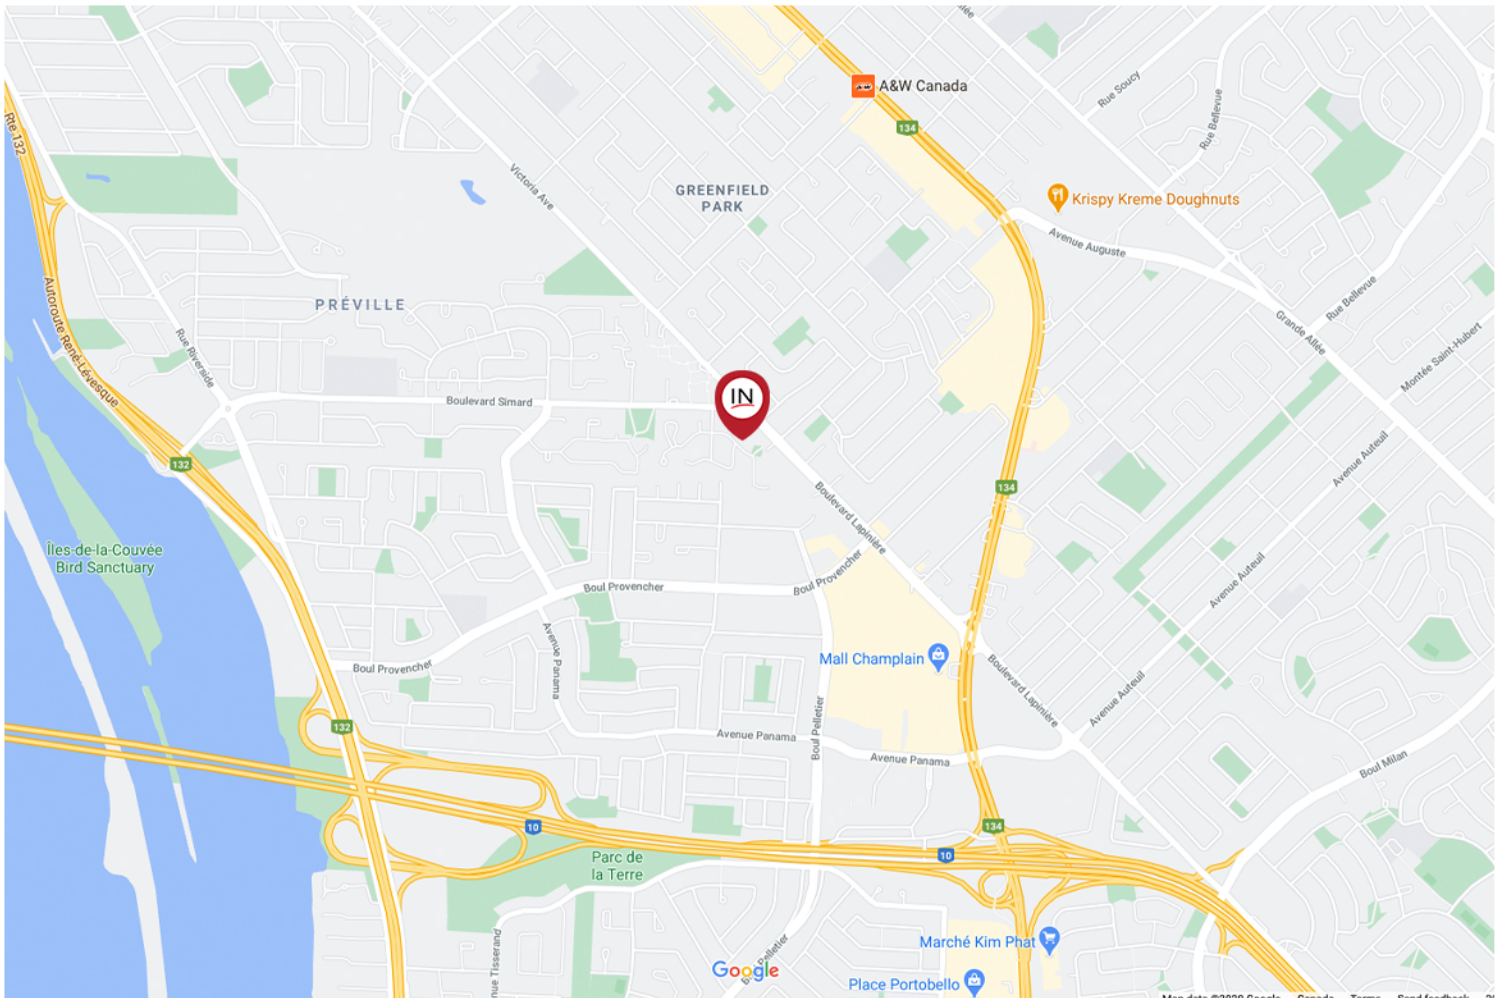 A&W Canada
134
Rue Soucy
Rue Bellevue
Rte 132
Victoria Ave
GREENFIELD
PARK
Krispy Kreme Doughnuts
Avenue Auguste
PRÉVILLE
Autoroute René-Lévesque
Rue Riverside
Rue Bellevue
Grande Allée
Montée Saint-Hubert
IN
Boulevard Simard
132
Avenue Auteuil
134
Boulevard Lapinière
Îles-de-la-Couvée
Bird Sanctuary
Boul Provencher
Boul Provencher
Avenue Auteuil
Avenue Panama
Boul Provencher
Mall Champlain
Boulevard Lapinière
Avenue Auteuil
132
Boul Pelletier
Avenue Panama
Avenue Panama
Boul Milan
10
134
10
Parc de
la Terre
Marché Kim Phat
Google
Place Portobello